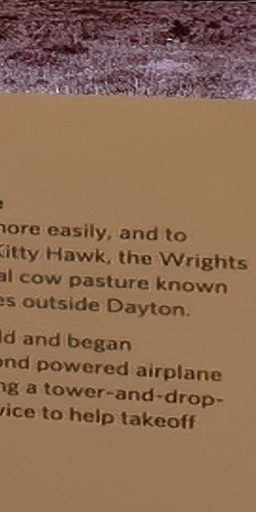 more easily, and to
Kitty Hawk, the Wrights
al cow pasture known
es outside Dayton.
ld and began
ond powered airplane
ng a tower-and-drop-
vice to help takeoff